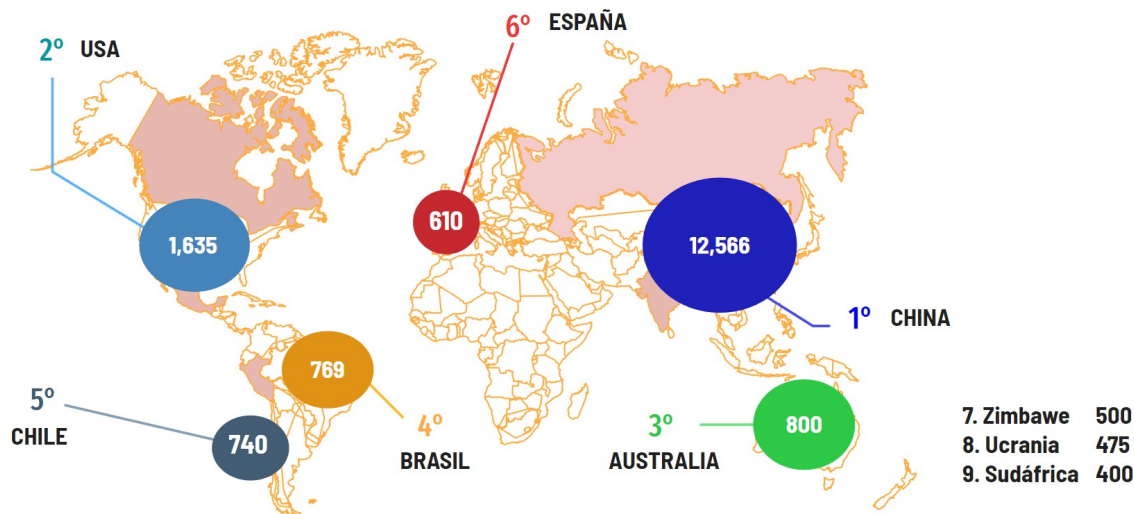 6º ESPAÑA
2º USA
610
1,635
12,566
1º CHINA
769
5º
CHILE
740
4º
BRASIL
3º
AUSTRALIA
800
7. Zimbawe 500
8. Ucrania 475
9. Sudáfrica 400